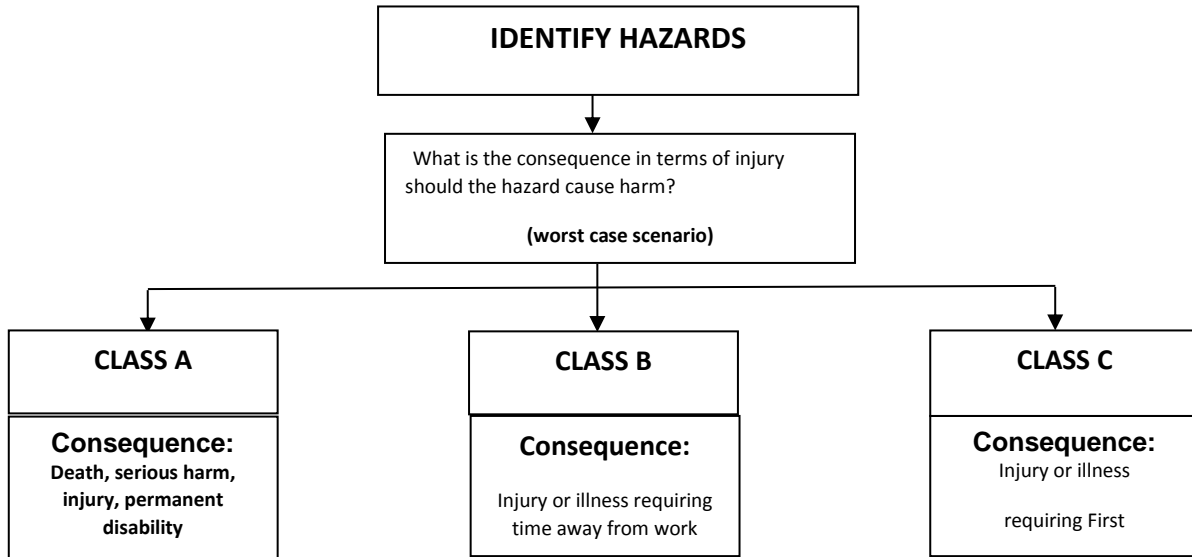 IDENTIFY HAZARDS
What is the consequence in terms of injury
should the hazard cause harm?
(worst case scenario)
CLASS A
Consequence:
Death, serious harm,
injury, permanent
disability
CLASS B
Consequence:
Injury or illness requiring
time away from work
CLASS C
Consequence:
Injury or illness
requiring First